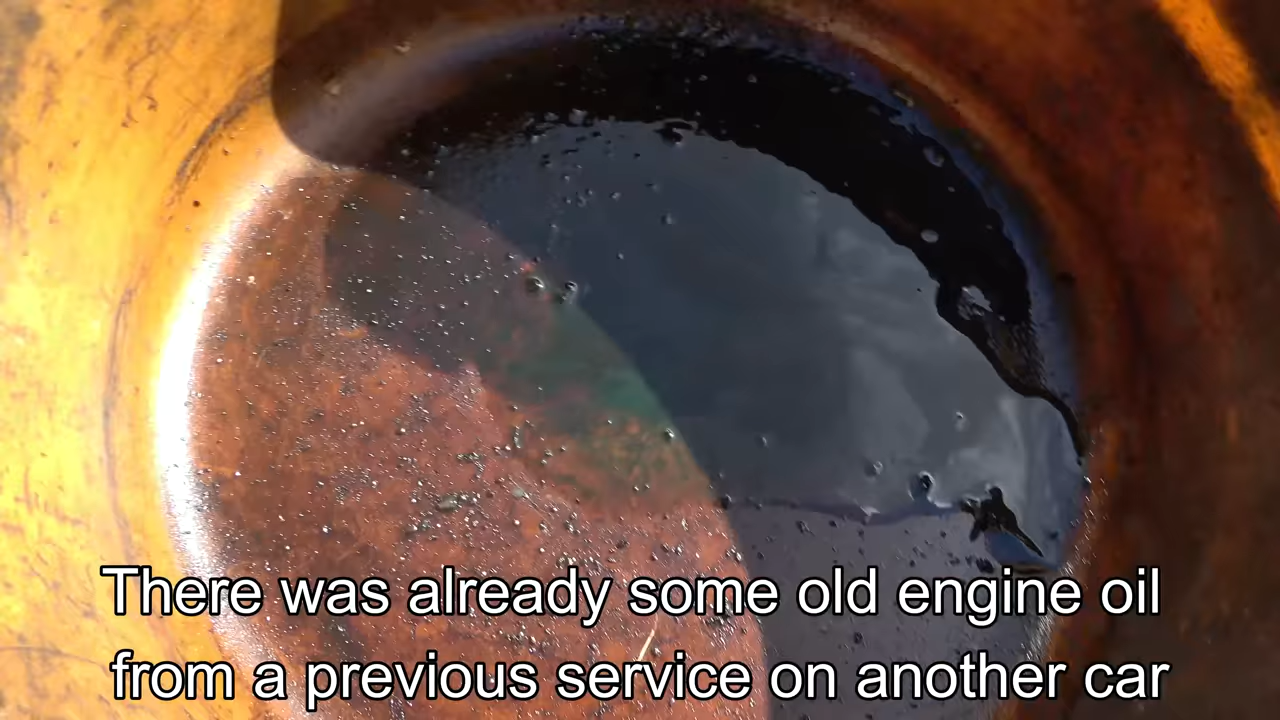 There was already some old engine oil
from a previous service on another car